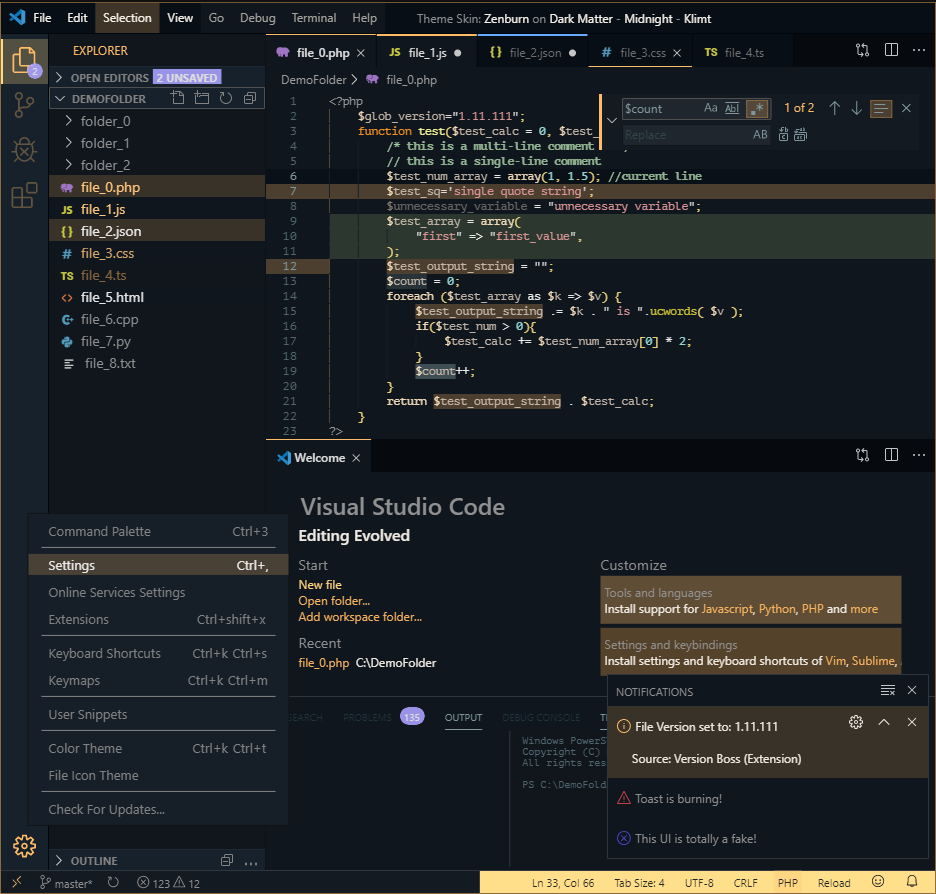 File Edit Selection View Go Debug Terminal Help Theme Skin: Zenburn on Dark Matter - Midnight - Klimt
EXPLORER
2
OPEN EDITORS 2 UNSAVED
DEMOFOLDER
folder_0
folder_1
folder_2
file_0.php
JS file_1.js
{} file_2.json
# file_3.css
TS file_4.ts
<> file_5.html
file_6.cpp
file_7.py
file_8.txt
file_0.php JS file_1.js {} file_2.json # file_3.css TS file_4.ts
DemoFolder > file_0.php
$count Aa Abl .* 1 of 2
Replace AB
1 <?php
2 $glob_version="1.11.111";
3 function test($test_calc = 0, $test_
4 /* this is a multi-line comment
5 // this is a single-line comment
6 $test_num_array = array(1, 1.5); //current line
7 $test_sq='single quote string';
8 $unnecessary_variable = "unnecessary variable";
9 $test_array = array(
10 "first" => "first_value",
11 );
12 $test_output_string = "";
13 $count = 0;
14 foreach ($test_array as $k => $v) {
15 $test_output_string .= $k . " is ".ucwords( $v );
16 if($test_num > 0){
17 $test_calc += $test_num_array[0] * 2;
18 }
19 $count++;
20 }
21 return $test_output_string . $test_calc;
22 }
23 ?>
Welcome
Visual Studio Code
Editing Evolved
Start
New file
Open folder...
Add workspace folder...
Recent
file_0.php C:\DemoFolder
Customize
Tools and languages
Install support for Javascript, Python, PHP and more
Settings and keybindings
Install settings and keyboard shortcuts of Vim, Sublime,
Command Palette Ctrl+3
Settings Ctrl+,
Online Services Settings
Extensions Ctrl+shift+x
Keyboard Shortcuts Ctrl+k Ctrl+s
Keymaps Ctrl+k Ctrl+m
User Snippets
Color Theme Ctrl+k Ctrl+t
File Icon Theme
Check For Updates...
EARCH PROBLEMS 135 OUTPUT DEBUG CONSOLE T
Windows PowerS
Copyright (C)
All rights res
PS C:\DemoFold
NOTIFICATIONS
File Version set to: 1.11.111
Source: Version Boss (Extension)
Toast is burning!
This UI is totally a fake!
OUTLINE
master* 123 12 Ln 33, Col 66 Tab Size: 4 UTF-8 CRLF PHP Reload